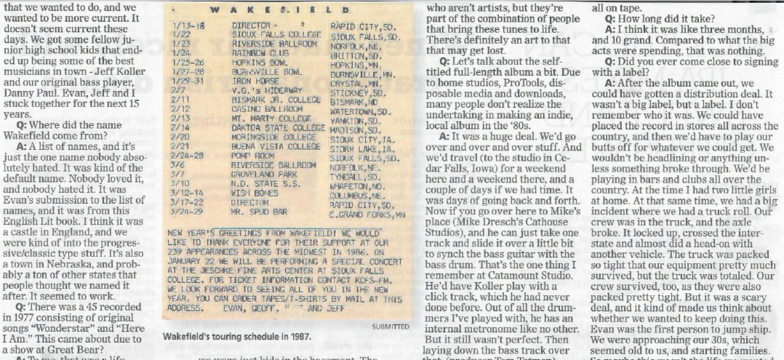 that we wanted to do, and we
wanted to be more current. It
doesn't seem current these
days. We got some fellow ju-
nior high school kids that end-
ed up being some of the best
musicians in town - Jeff Koller
and our original bass player,
Danny Paul. Evan, Jeff and I
stuck together for the next 15
years.
Q: Where did the name
Wakefield come from?
A: A list of names, and it's
just the one name nobody abso-
lutely hated. It was kind of the
default name. Nobody loved it,
and nobody hated it. It was
Evan's submission to the list of
names, and it was from this
English Lit book. I think it was
a castle in England, and we
were kind of into the progres-
sive/classic type stuff. It's also
a town in Nebraska, and prob-
ably a ton of other states that
people thought we named it
after. It seemed to work.
Q: There was a 45 recorded
in 1977 consisting of original
songs "Wonstar" and "Here
I Am." This came about due to
a show at Great Bear?
WAKEFIELD
1/13-18 DIRECTOR RAPID CITY,SD.
1/22 SIOUX FALLS COLLEGE SIOUX FALLS,SD.
1/23 RIVERSIDE BALLROOM NORFOLK,NE.
1/24 RAINBOW CLUB BRITTON,SD.
1/25-26 HOPKINS BOWL HOPKINS,MN.
1/27-28 BURNSVILLE BOWL BURNSVILLE,MN.
1/29-31 IRON HORSE CRYSTAL,MN.
2/7 V.G.'s HIDEWAY STICKNEY,SD.
2/11 BISMARK JR. COLLEGE BISMARK,ND
2/12 CASINO BALLROOM WATERTOWN,SD.
2/13 MT. MARTY COLLEGE YANKTON,SD.
2/14 DAKOTA STATE COLLEGE MADISON,SD.
2/20 MORNINGSIDE COLLEGE SIOUX CITY,IA.
2/21 BUENA VISTA COLLEGE STORM LAKE,IA.
2/24-28 POMP ROOM SIOUX FALLS,SD.
3/6 RIVERSIDE BALLROOM NORFOLK,NE.
3/7 GROVELAND PARK TYNDALL,SD.
3/10 N.D. STATE S.S. WHAPETON,ND.
3/12-14 WISH BONES COLUMBUS,NE.
3/17-22 DIRECTOR RAPID CITY,SD.
3/24-29 MR. SPUD BAR E.GRAND FORKS,MN
NEW YEAR'S GREETINGS FROM WAKEFIELD! WE WOULD
LIKE TO THANK EVERYONE FOR THEIR SUPPORT AT OUR
239 APPEARANCES ACROSS THE MIDWEST IN 1986. ON
JANUARY 22 WE WILL BE PERFORMING A SPECIAL CONCERT
AT THE JESCHKE FINE ARTS CENTER AT SIOUX FALLS
COLLEGE. FOR TICKET INFORMATION CONTACT KCFS-FM.
WE LOOK FORWARD TO SEEING ALL OF YOU IN THE NEW
YEAR. YOU CAN ORDER TAPES/T-SHIRTS BY MAIL AT THIS
ADDRESS. EVAN, GEOFF, AND JEFF
SUBMITTED
Wakefield's touring schedule in 1987.
we were just kids in the basement. The
who aren't artists, but they're
part of the combination of people
that bring these tunes to life.
There's definitely an art to that
that may get lost.
Q: Let's talk about the self-
titled full-length album a bit. Due
to home studios, ProTools, dis-
posable media and downloads,
many people don't realize the
undertaking in making an indie,
local album in the '80s.
A: It was a huge deal. We'd go
over and over over stuff. And
we'd travel (to the studio in Ce-
dar Falls, Iowa) for a weekend
here and a weekend there, and a
couple of days if we had time. It
was days of going back and forth.
Now if you go over here to Mike's
place (Mike Dresch's Cathouse
Studios), and he can just take one
track and slide it over a little bit
to synch the bass guitar with the
bass drum. That's the one thing I
remember at Catamount Studio.
He'd have Koller play with a
click track, which he had never
done before. Out of all the drum-
mers I've played with, he has an
internal metronome like no other.
But it still wasn't perfect. Then
laying down the bass track over
all on tape.
Q: How long did it take?
A: I think it was like three months,
and 10 grand. Compared to what the big
acts were spending, that was nothing.
Q: Did you ever come close to signing
with a label?
A: After the album came out, we
could have gotten a distribution deal. It
wasn't a big label, but a label. I don't
remember who it was. We could have
placed the record in stores all across the
country, and then we'd have to play our
butts off for whatever we could get. We
wouldn't be headlining or anything un-
less something broke through. We'd be
playing in bars and clubs all over the
country. At the time I had two little girls
at home. At that same time, we had a big
incident where we had a truck roll. Our
crew was in the truck, and the axle
broke. It locked up, crossed the inter-
state and almost did a head-on with
another vehicle. The truck was packed
so tight that our equipment pretty much
survived, but the truck was totaled. Our
crew survived, too, as they were also
packed pretty tight. But it was a scary
deal, and it kind of made us think about
whether we wanted to keep doing this.
Evan was the first person to jump ship.
We were approaching our 30s, which
seemed old to us, and starting families